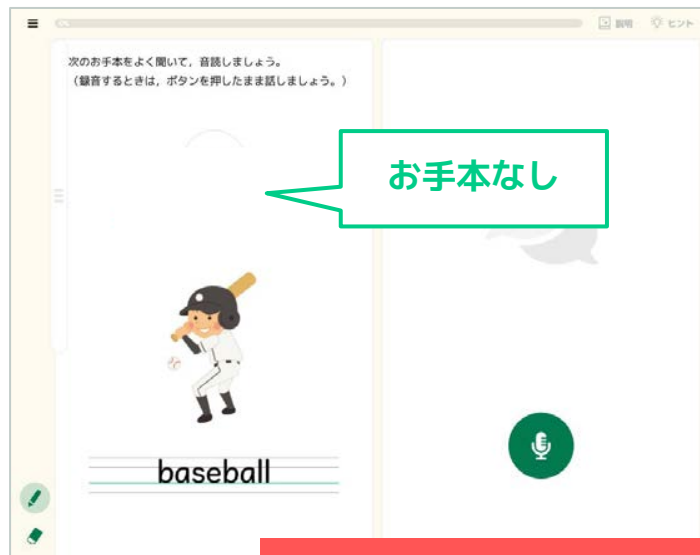 説明 ヒント
次のお手本をよく聞いて，音読しましょう。
（録音するときは，ボタンを押したまま話しましょう。）
お手本なし
baseball